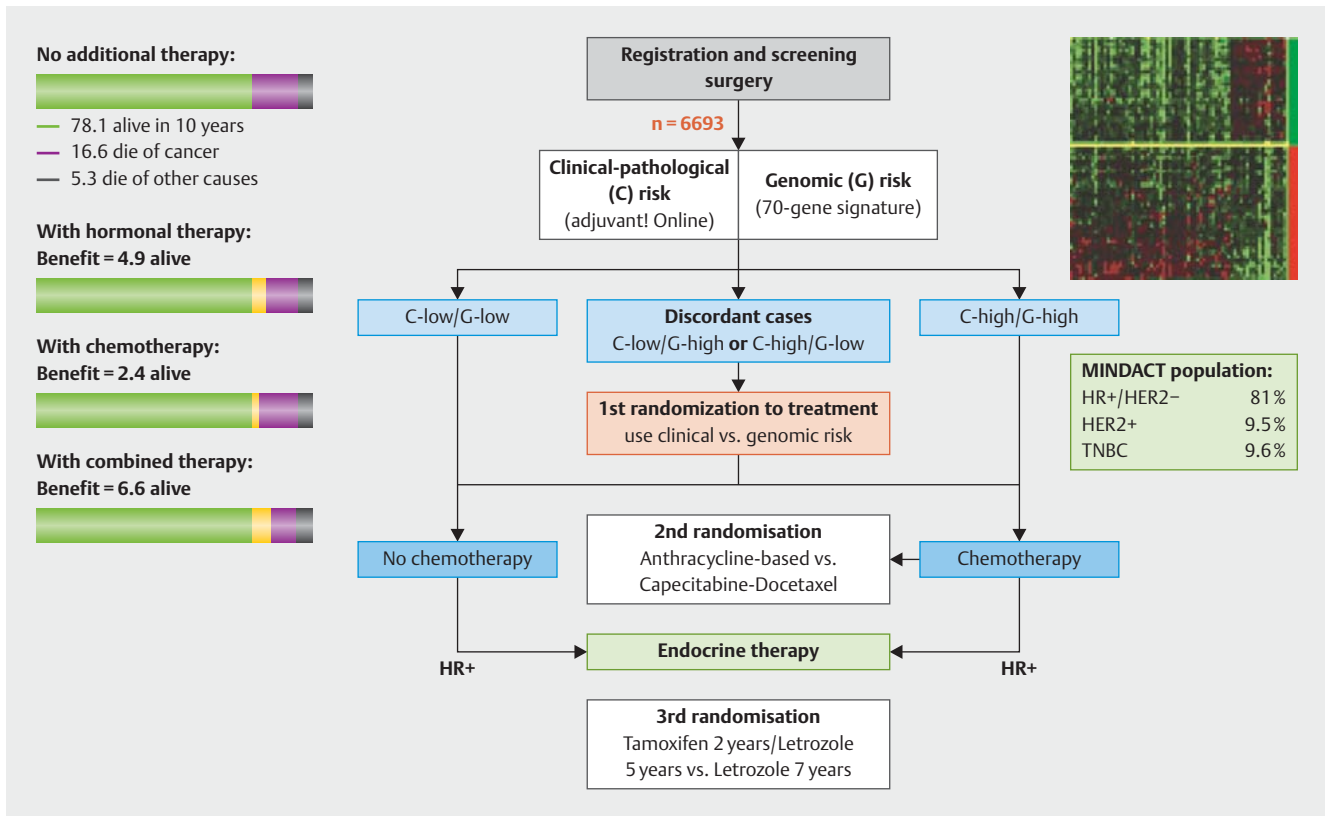 No additional therapy:
78.1 alive in 10 years
16.6 die of cancer
5.3 die of other causes
With hormonal therapy:
Benefit = 4.9 alive
With chemotherapy:
Benefit = 2.4 alive
With combined therapy:
Benefit = 6.6 alive
Registration and screening
surgery
n = 6693
Clinical-pathological
(C) risk
(adjuvant! Online)
Genomic (G) risk
(70-gene signature)
C-low/G-low
Discordant cases
C-low/G-high or C-high/G-low
C-high/G-high
1st randomization to treatment
use clinical vs. genomic risk
No chemotherapy
2nd randomisation
Anthracycline-based vs.
Capecitabine-Docetaxel
Chemotherapy
HR+
Endocrine therapy
HR+
3rd randomisation
Tamoxifen 2 years/Letrozole
5 years vs. Letrozole 7 years
MINDACT population:
HR+/HER2− 81 %
HER2+ 9.5 %
TNBC 9.6 %